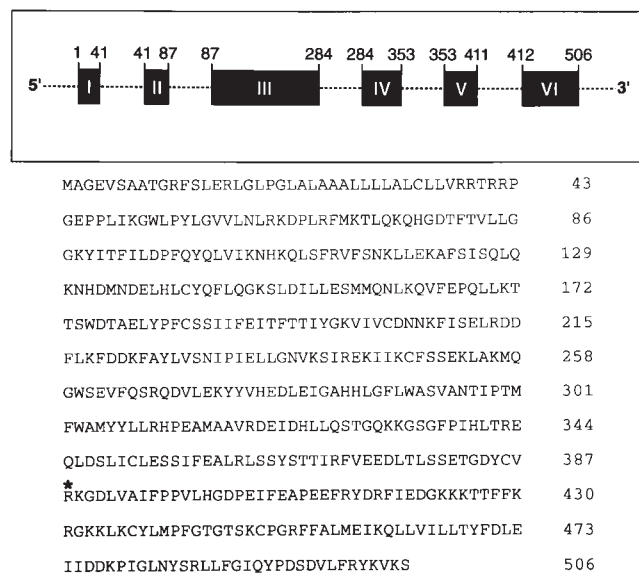 1 41 41 87 87 284 284 353 353 411 412 506
5' I II III IV V VI 3'
MAGEVSAATGRFSLERLGLPGLALAAALLLLALCLLVRRTRRP 43
GEPPLIKGWLPYLGVVLNLRKDPLRFMKTLQKQHGDTFTVLLG 86
GKYITFILDPFQYQLVIKNHKQLSFRVFSNKLLEKAFSISQLQ 129
KNHDMNDELHLCYQFLQGKSLDILLESMMQNLKQVFEPQLLKT 172
TSWDTAELYPFCSSIIFEITFTTIYGKVIVCDNNKFISELRDD 215
FLKFDDKFAYLVSNIPIELLGNVKSIREKIIKCFSSEKLAKMQ 258
GWSEVFQSRQDVLEKYYVHEDLEIGAHHLGFLWASVANTIPTM 301
FWAMYYLLRHPEAMAAVRDEIDHLLQSTGQKKGSGFPIHLTRE 344
QLDSLICLESSIFEALRLSSYSTTIRFVEEDLTLSSETGDYCV 387
*
RKGDLVAIFPPVLHGDPEIFEAPEEFRYDRFIEDGKKKTTFFK 430
RGKKLKCYLMPFGTGTSKCPGRFFALMEIKQLLVILLTYFDLE 473
IIDDKPIGLNYSRLLFGIQYPDSDVLFRYKVKS 506